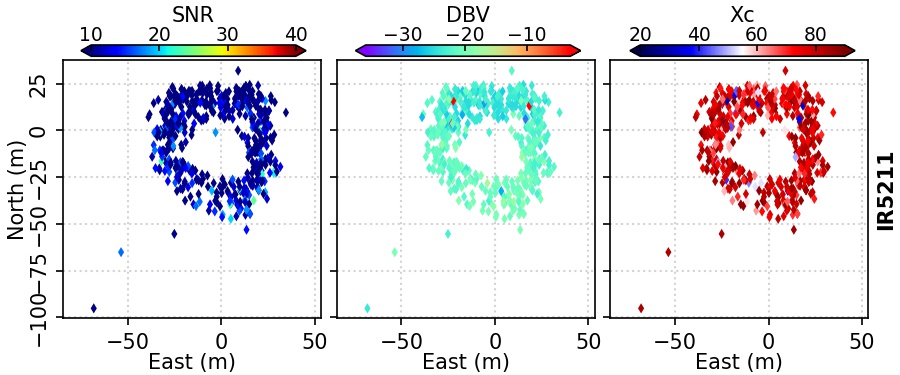 SNR DBV Xc
10 20 30 40 −30 −20 −10 20 40 60 80
25
0
−25
−50
−75
−100
North (m)
IR5211
−50 0 50 −50 0 50 −50 0 50
East (m) East (m) East (m)